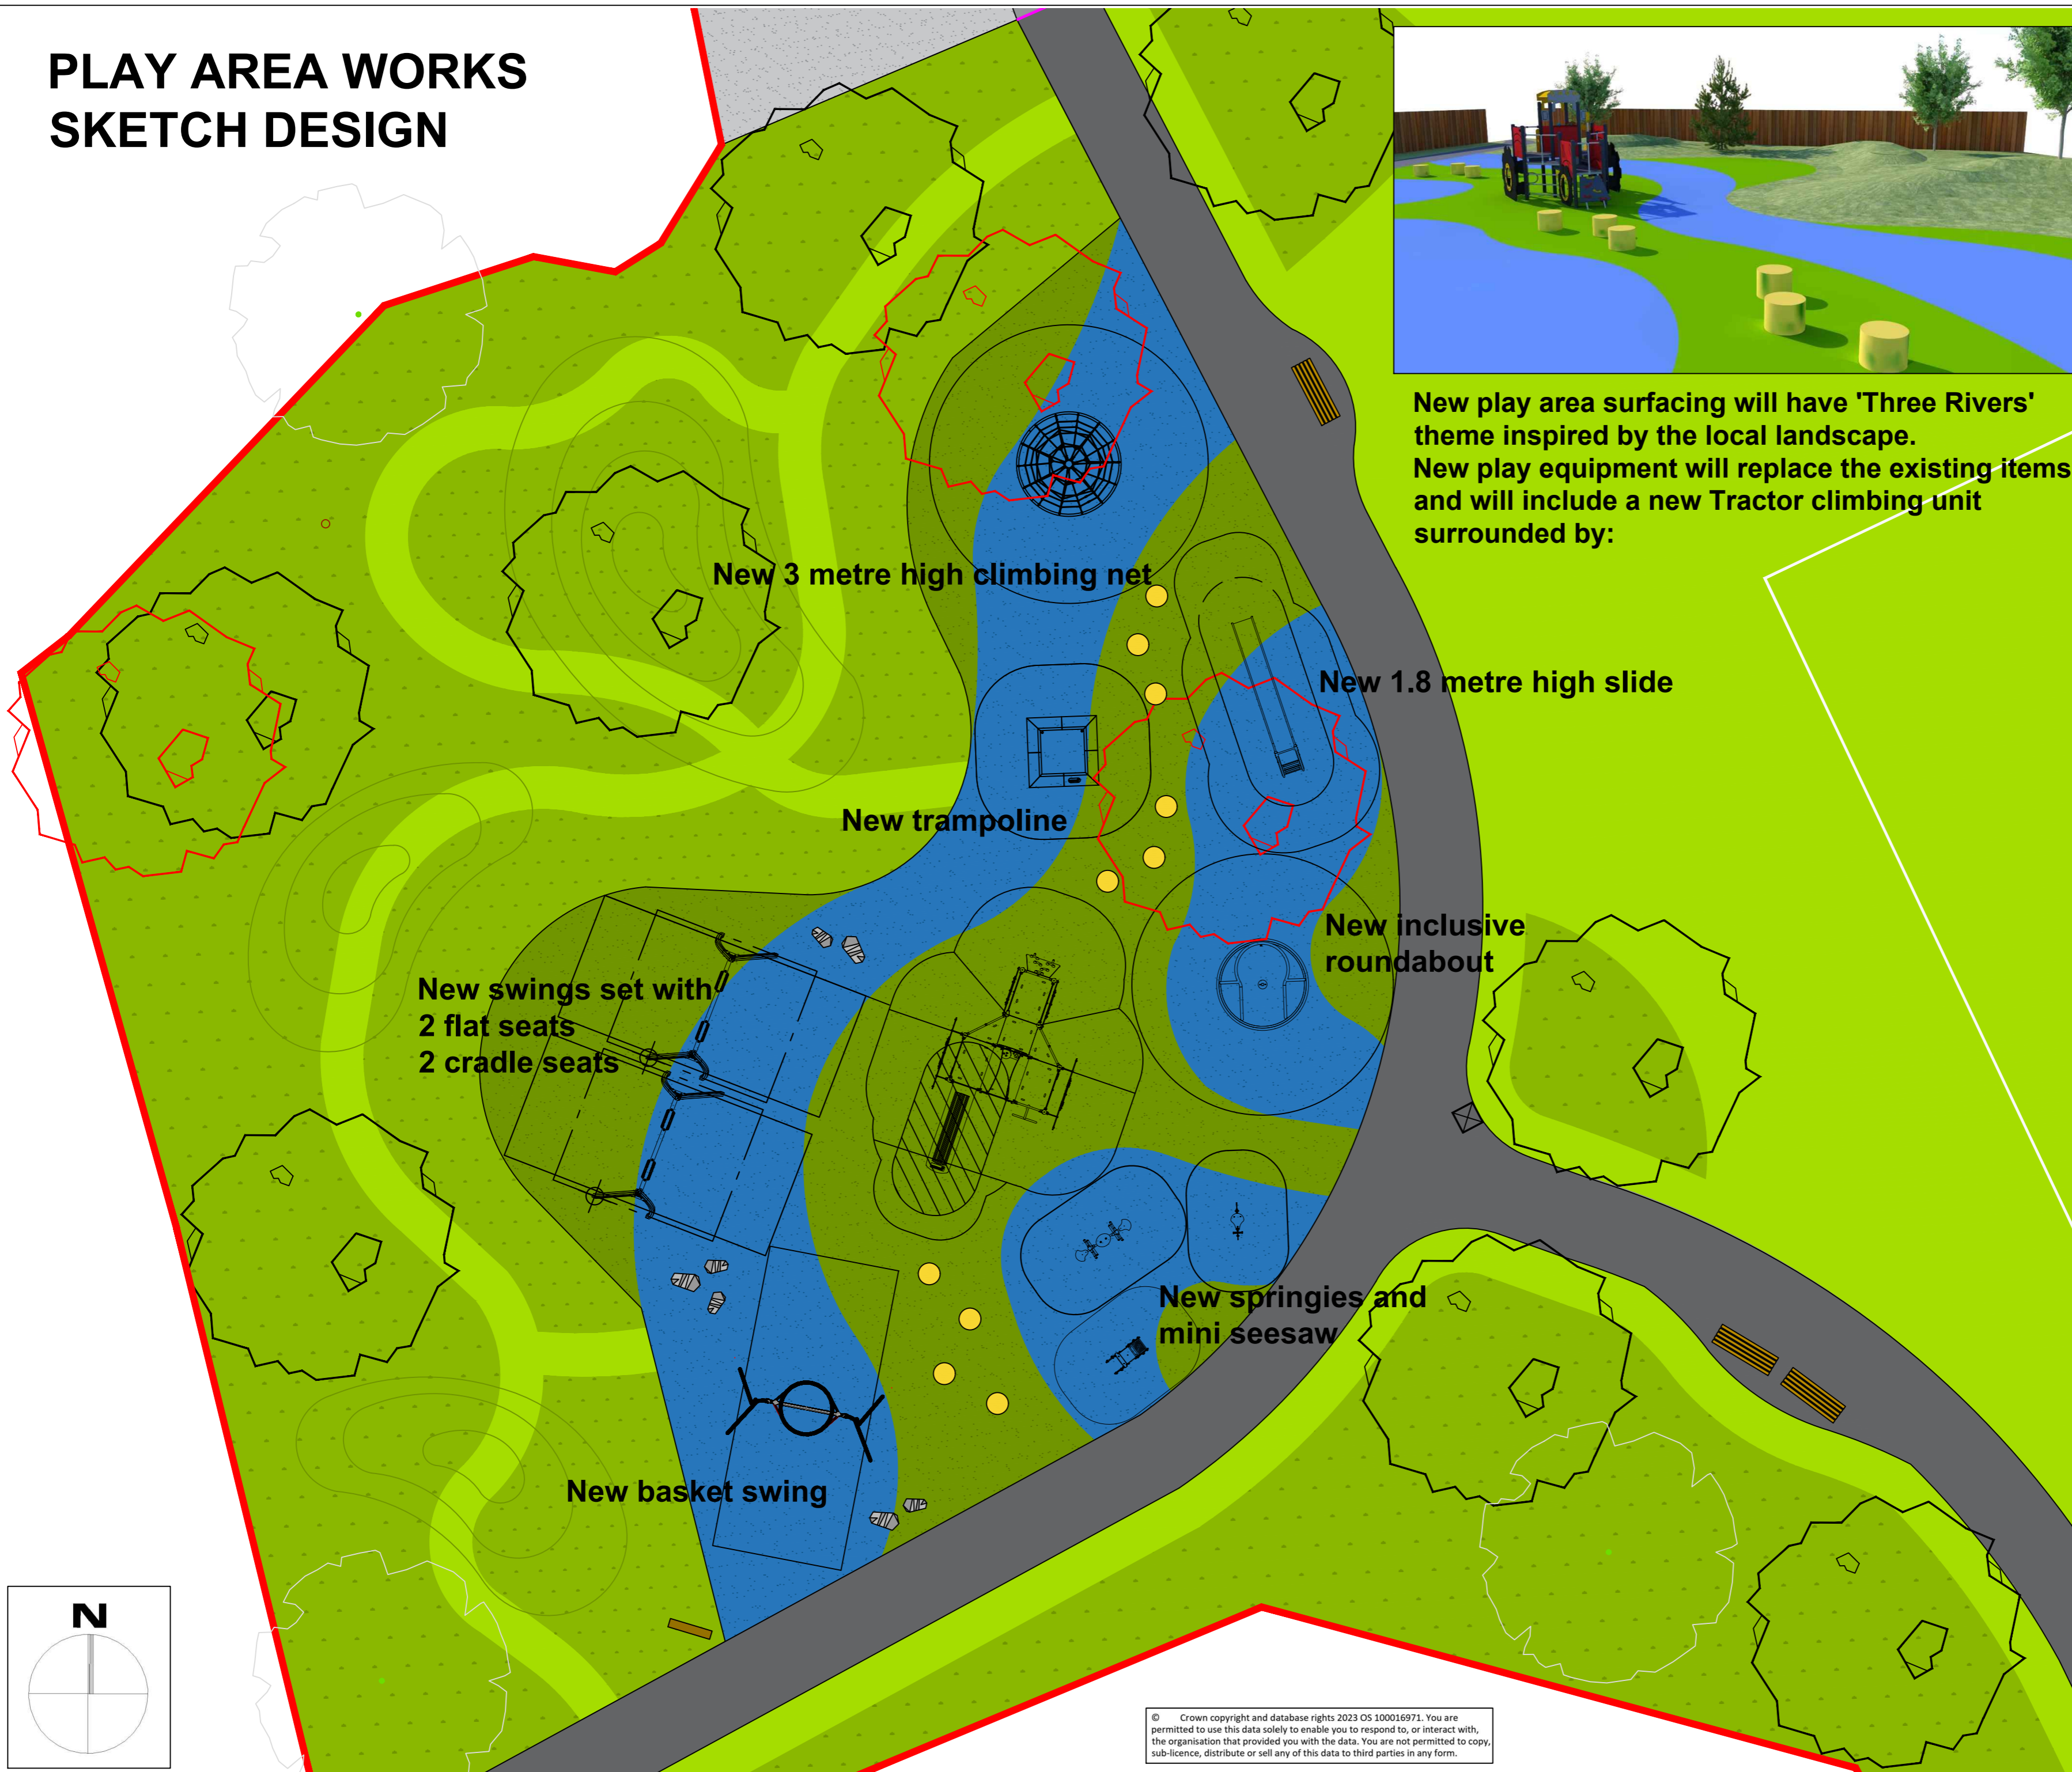 PLAY AREA WORKS
SKETCH DESIGN
New play area surfacing will have 'Three Rivers'
theme inspired by the local landscape.
New play equipment will replace the existing items
and will include a new Tractor climbing unit
surrounded by:
New 3 metre high climbing net
New 1.8 metre high slide
New trampoline
New inclusive
roundabout
New swings set with
2 flat seats
2 cradle seats
New springies and
mini seesaw
New basket swing
N
© Crown copyright and database rights 2023 OS 100016971. You are
permitted to use this data solely to enable you to respond to, or interact with,
the organisation that provided you with the data. You are not permitted to copy,
sub-licence, distribute or sell any of this data to third parties in any form.